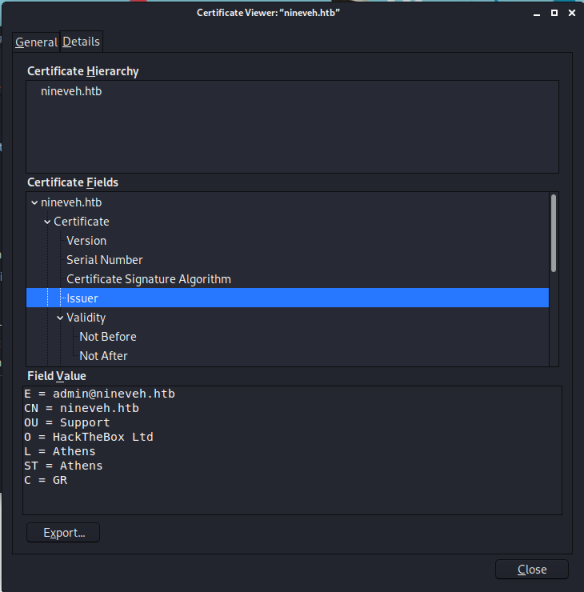 Certificate Viewer: "nineveh.htb"
General Details
Certificate Hierarchy
nineveh.htb
Certificate Fields
nineveh.htb
Certificate
Version
Serial Number
Certificate Signature Algorithm
Issuer
Validity
Not Before
Not After
Field Value
E = admin@nineveh.htb
CN = nineveh.htb
OU = Support
O = HackTheBox Ltd
L = Athens
ST = Athens
C = GR
Export...
Close